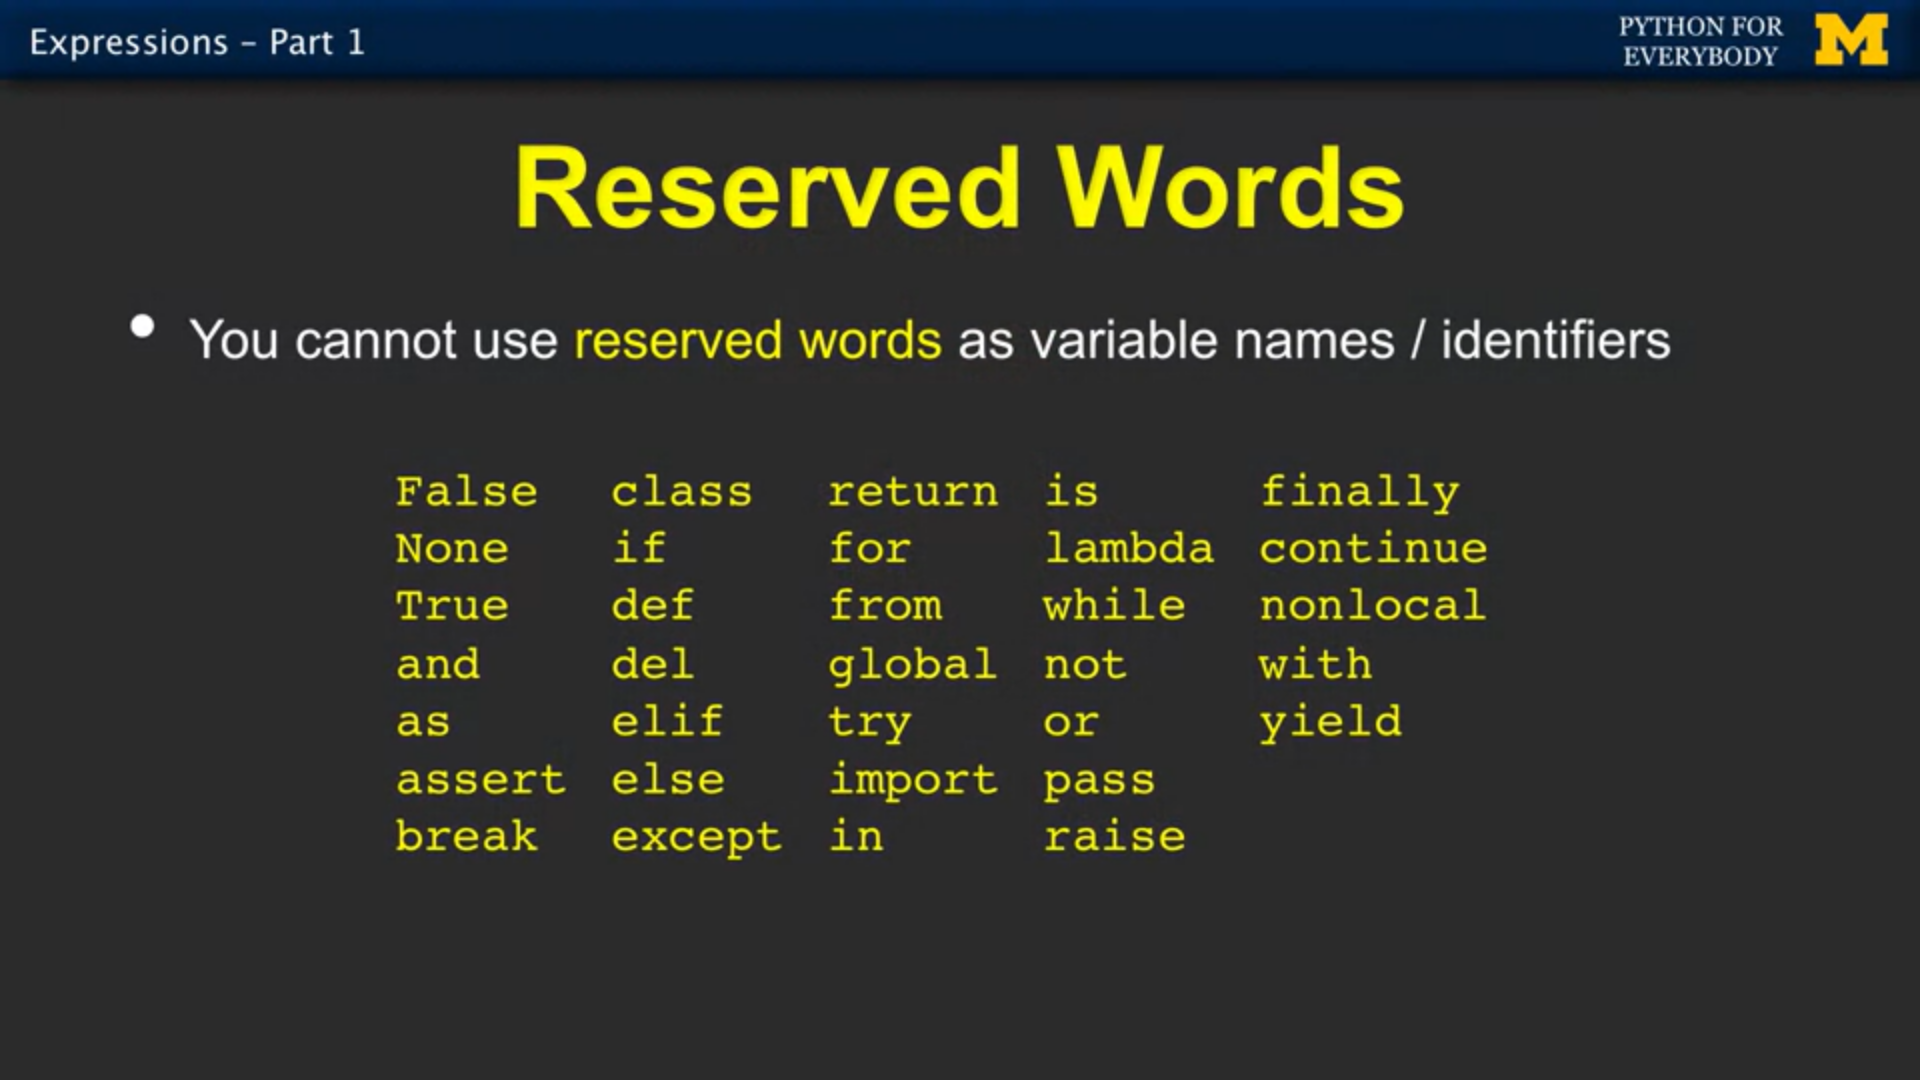 Expressions – Part 1
PYTHON FOR
EVERYBODY
M
Reserved Words
• You cannot use reserved words as variable names / identifiers
False class return is finally
None if for lambda continue
True def from while nonlocal
and del global not with
as elif try or yield
assert else import pass
break except in raise